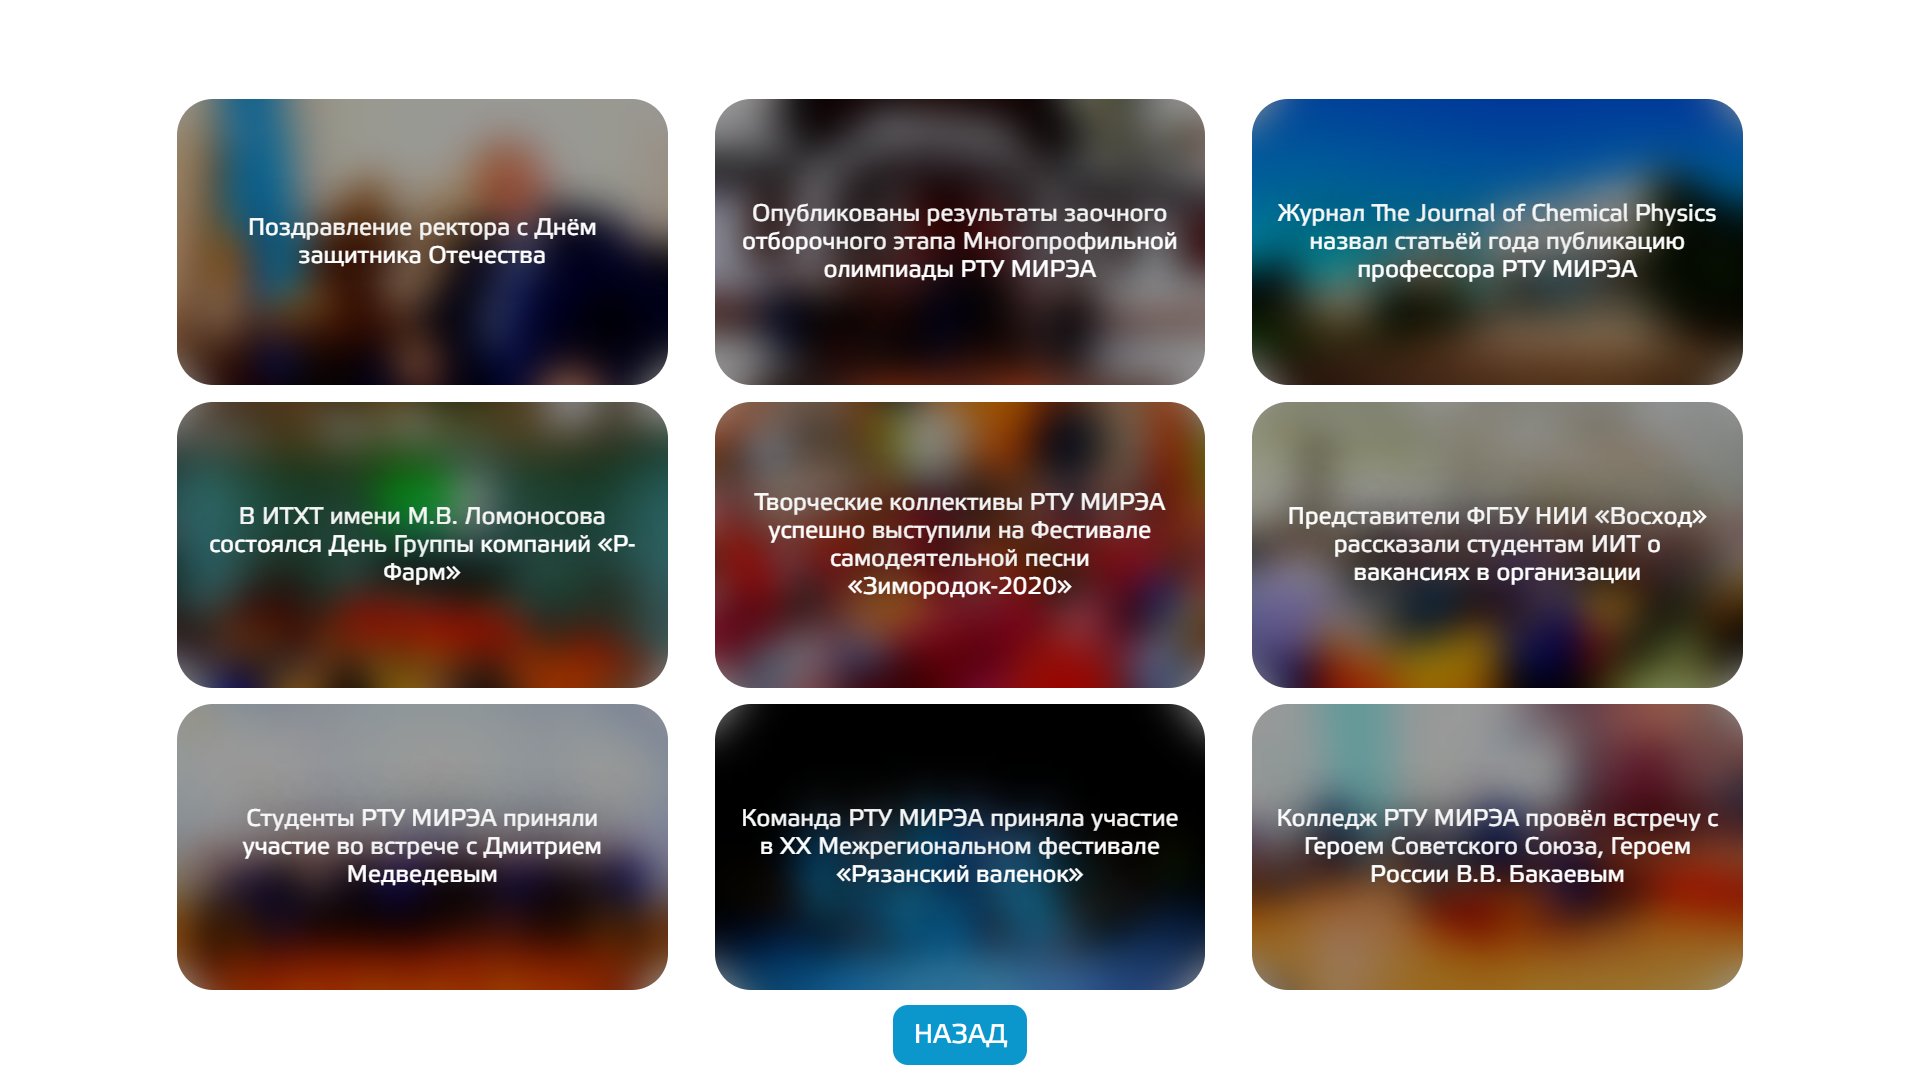 Поздравление ректора с Днём
защитника Отечества
Опубликованы результаты заочного
отборочного этапа Многопрофильной
олимпиады РТУ МИРЭА
Журнал The Journal of Chemical Physics
назвал статьёй года публикацию
профессора РТУ МИРЭА
В ИТХТ имени М.В. Ломоносова
состоялся День Группы компаний «Р-
Фарм»
Творческие коллективы РТУ МИРЭА
успешно выступили на Фестивале
самодеятельной песни
«Зимородок-2020»
Представители ФГБУ НИИ «Восход»
рассказали студентам ИИТ о
вакансиях в организации
Студенты РТУ МИРЭА приняли
участие во встрече с Дмитрием
Медведевым
Команда РТУ МИРЭА приняла участие
в XX Межрегиональном фестивале
«Рязанский валенок»
Колледж РТУ МИРЭА провёл встречу с
Героем Советского Союза, Героем
России В.В. Бакаевым
НАЗАД